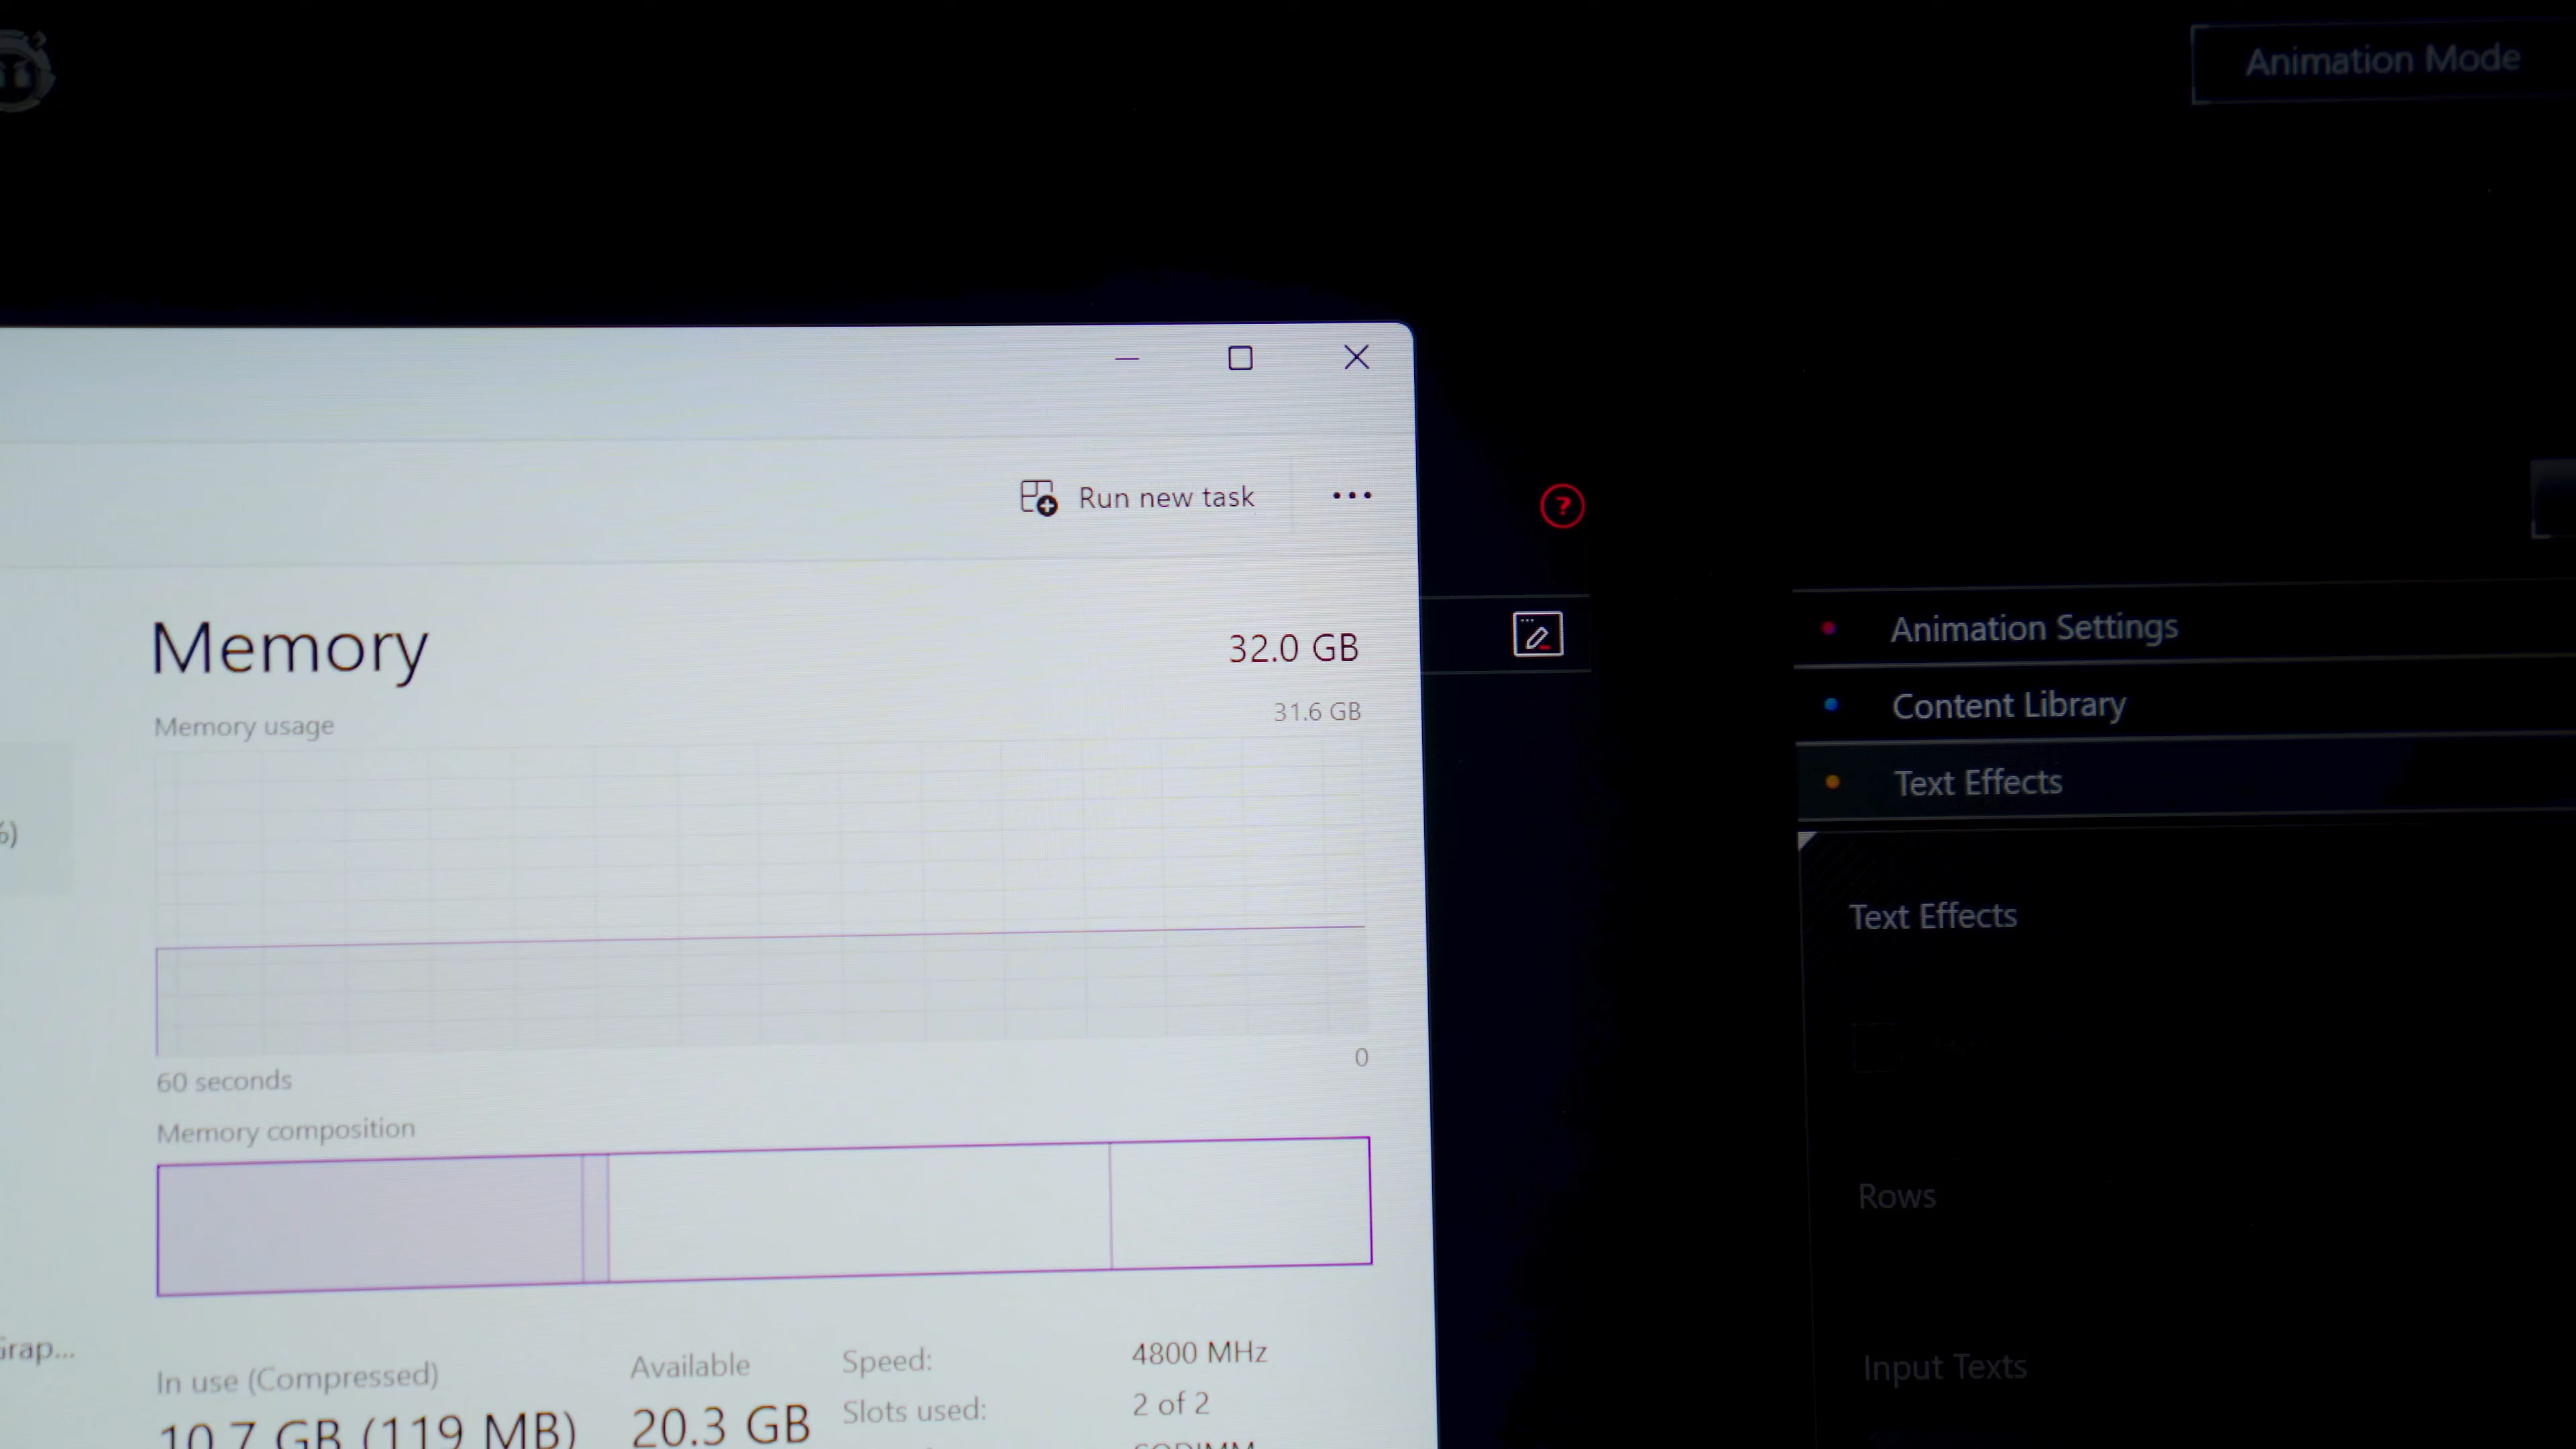 Animation Mode
Run new task
Memory
32.0 GB
Memory usage
31.6 GB
%)
60 seconds
0
Memory composition
Grap...
In use (Compressed)
10.7 GB (119 MB)
Available
20.3 GB
Speed:
4800 MHz
Slots used:
2 of 2
SODIMM
?
Animation Settings
Content Library
Text Effects
Text Effects
Rows
Input Texts